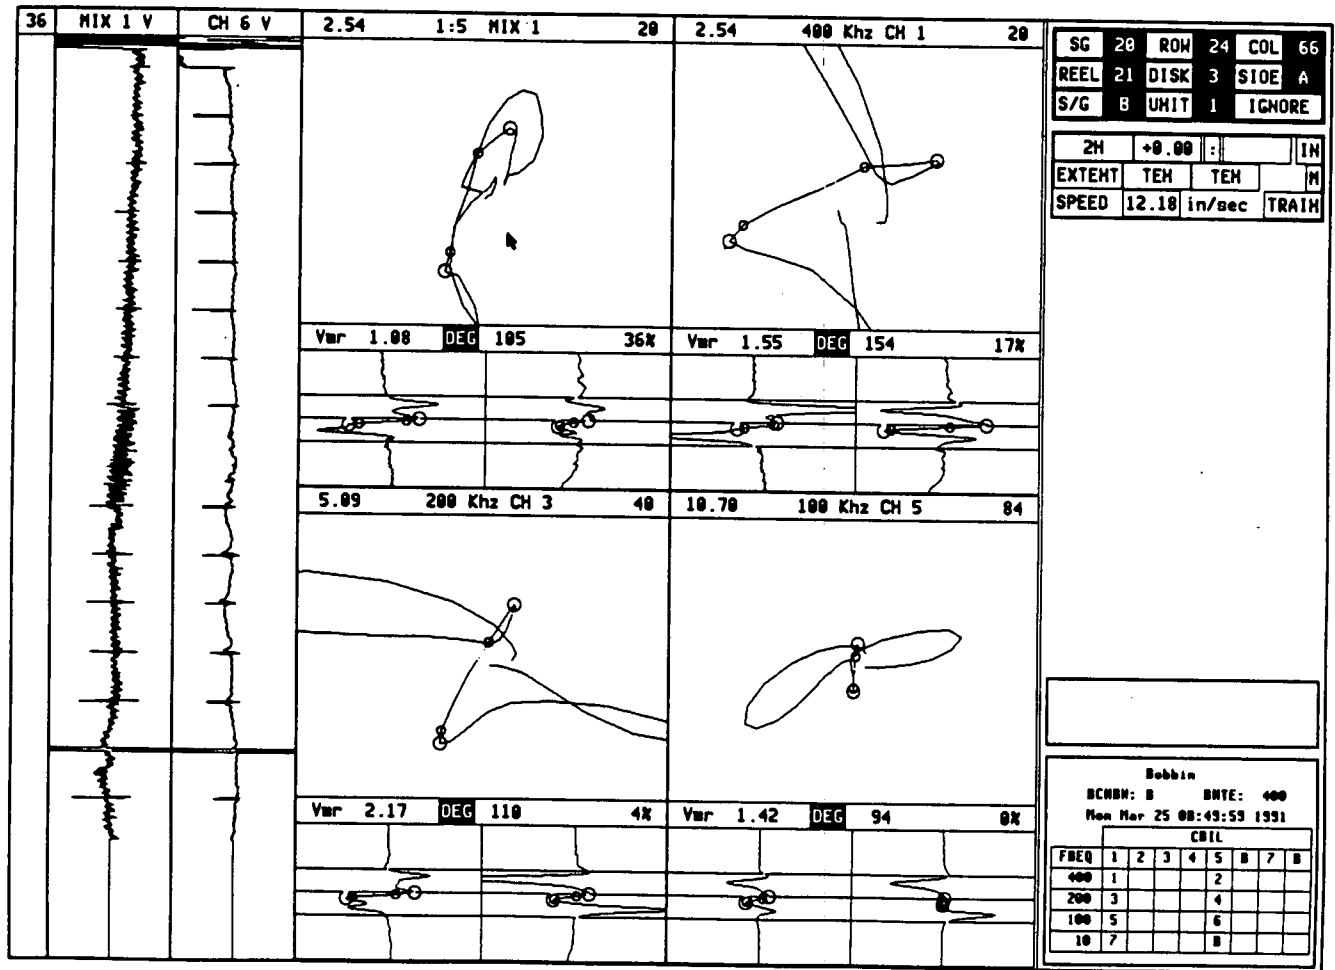 36 MIX 1 V CH 6 V
2.54 1:5 MIX 1 20
2.54 400 Khz CH 1 20
Vmr 1.08 DEG 105 36%
Vmr 1.55 DEG 154 17%
5.09 200 Khz CH 3 40
10.70 100 Khz CH 5 84
Vmr 2.17 DEG 110 4%
Vmr 1.42 DEG 94 0%
SG 20 ROW 24 COL 66
REEL 21 DISK 3 SIDE A
S/G B UNIT 1 IGNORE
2H +0.00 : IN
EXTENT TEH TEH M
SPEED 12.18 in/sec TRAIN
Bobbin
BCNBN: B BNTE: 400
Mon Mar 25 08:49:59 1991
COIL
FREQ 1 2 3 4 5 6 7 8
400 1 2
200 3 4
100 5 6
10 7 8